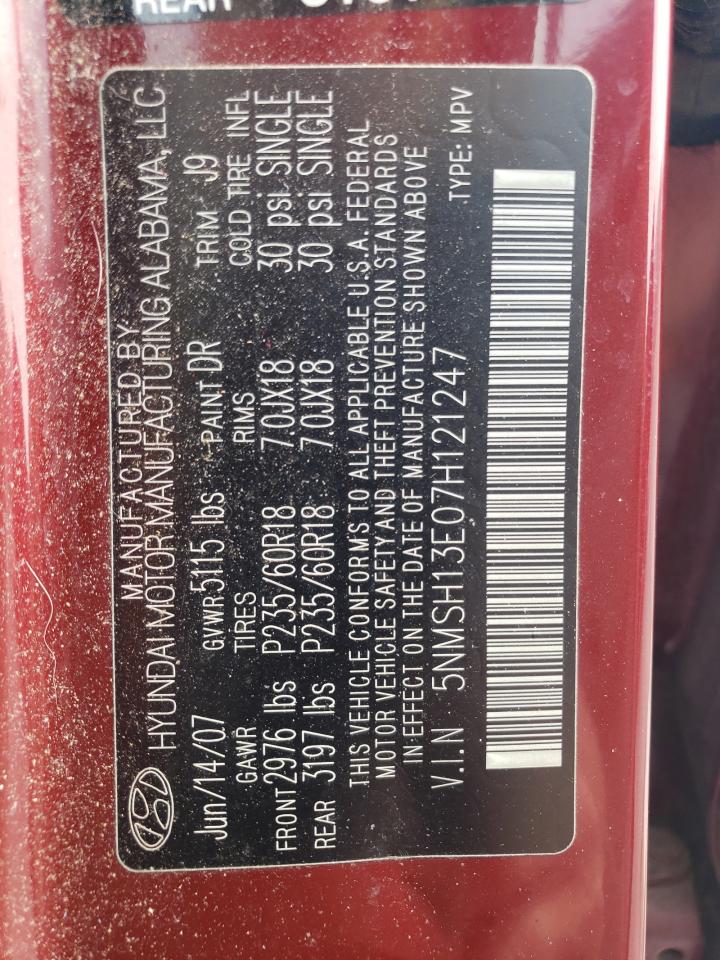 REAR
MANUFACTURED BY
HYUNDAI MOTOR MANUFACTURING ALABAMA, LLC
Jun/14/07 GVWR 5115 lbs PAINT DR TRIM J9
GAWR TIRES RIMS COLD TIRE INFL
FRONT 2976 lbs P235/60R18 7.0JX18 30 psi SINGLE
REAR 3197 lbs P235/60R18 7.0JX18 30 psi SINGLE
THIS VEHICLE CONFORMS TO ALL APPLICABLE U.S.A. FEDERAL
MOTOR VEHICLE SAFETY AND THEFT PREVENTION STANDARDS
IN EFFECT ON THE DATE OF MANUFACTURE SHOWN ABOVE
V.I.N 5NMSH13E07H121247 TYPE: MPV